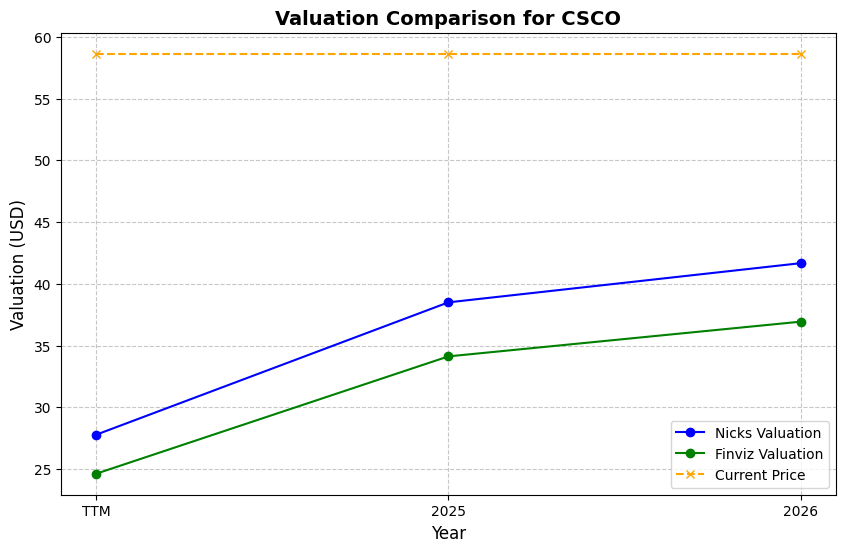 Valuation Comparison for CSCO
60
55
50
45
40
35
30
25
Valuation (USD)
TTM
2025
2026
Year
Nicks Valuation
Finviz Valuation
Current Price